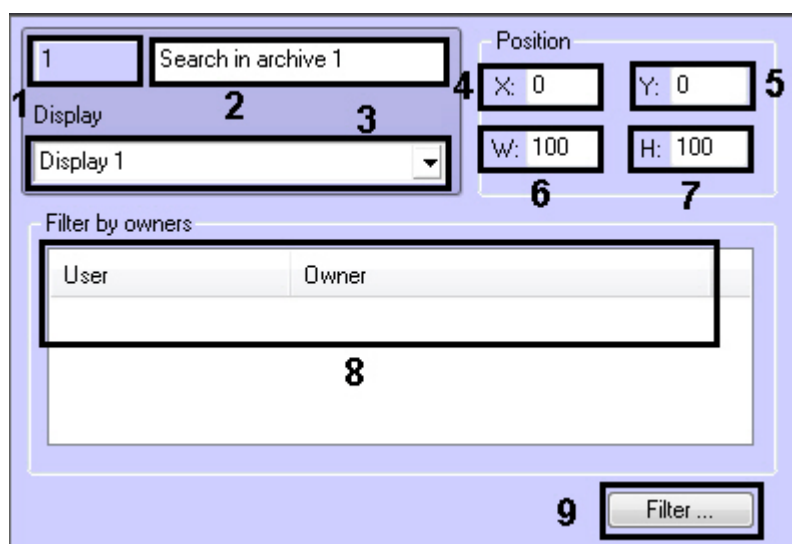 1 Search in archive 1
1 2
Display 3
Display 1
Position
4 X: 0 Y: 0 5
W: 100 H: 100
6 7
Filter by owners
User Owner
8
9 Filter ...